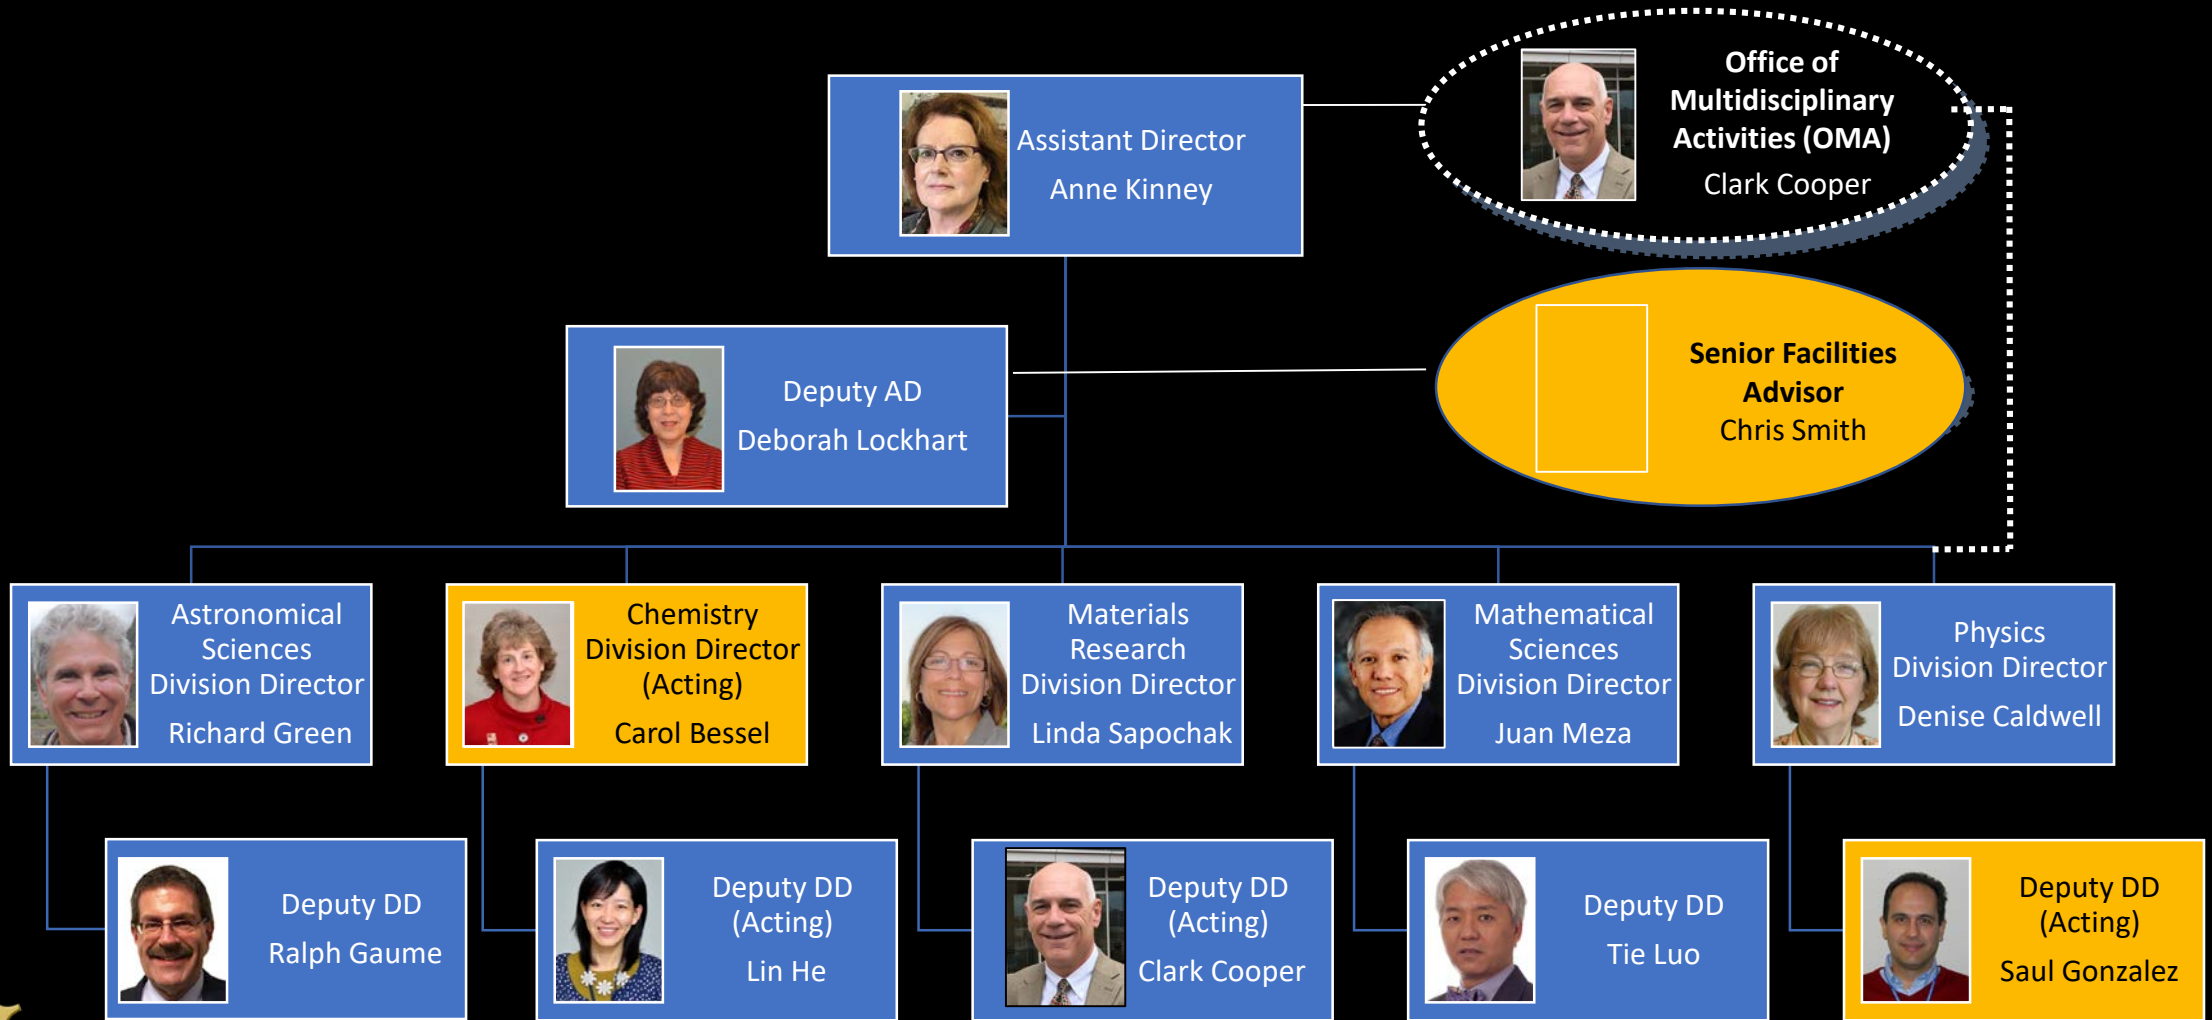 Assistant Director
Anne Kinney
Office of
Multidisciplinary
Activities (OMA)
Clark Cooper
Deputy AD
Deborah Lockhart
Senior Facilities
Advisor
Chris Smith
Astronomical
Sciences
Division Director
Richard Green
Chemistry
Division Director
(Acting)
Carol Bessel
Materials
Research
Division Director
Linda Sapochak
Mathematical
Sciences
Division Director
Juan Meza
Physics
Division Director
Denise Caldwell
Deputy DD
Ralph Gaume
Deputy DD
(Acting)
Lin He
Deputy DD
(Acting)
Clark Cooper
Deputy DD
Tie Luo
Deputy DD
(Acting)
Saul Gonzalez